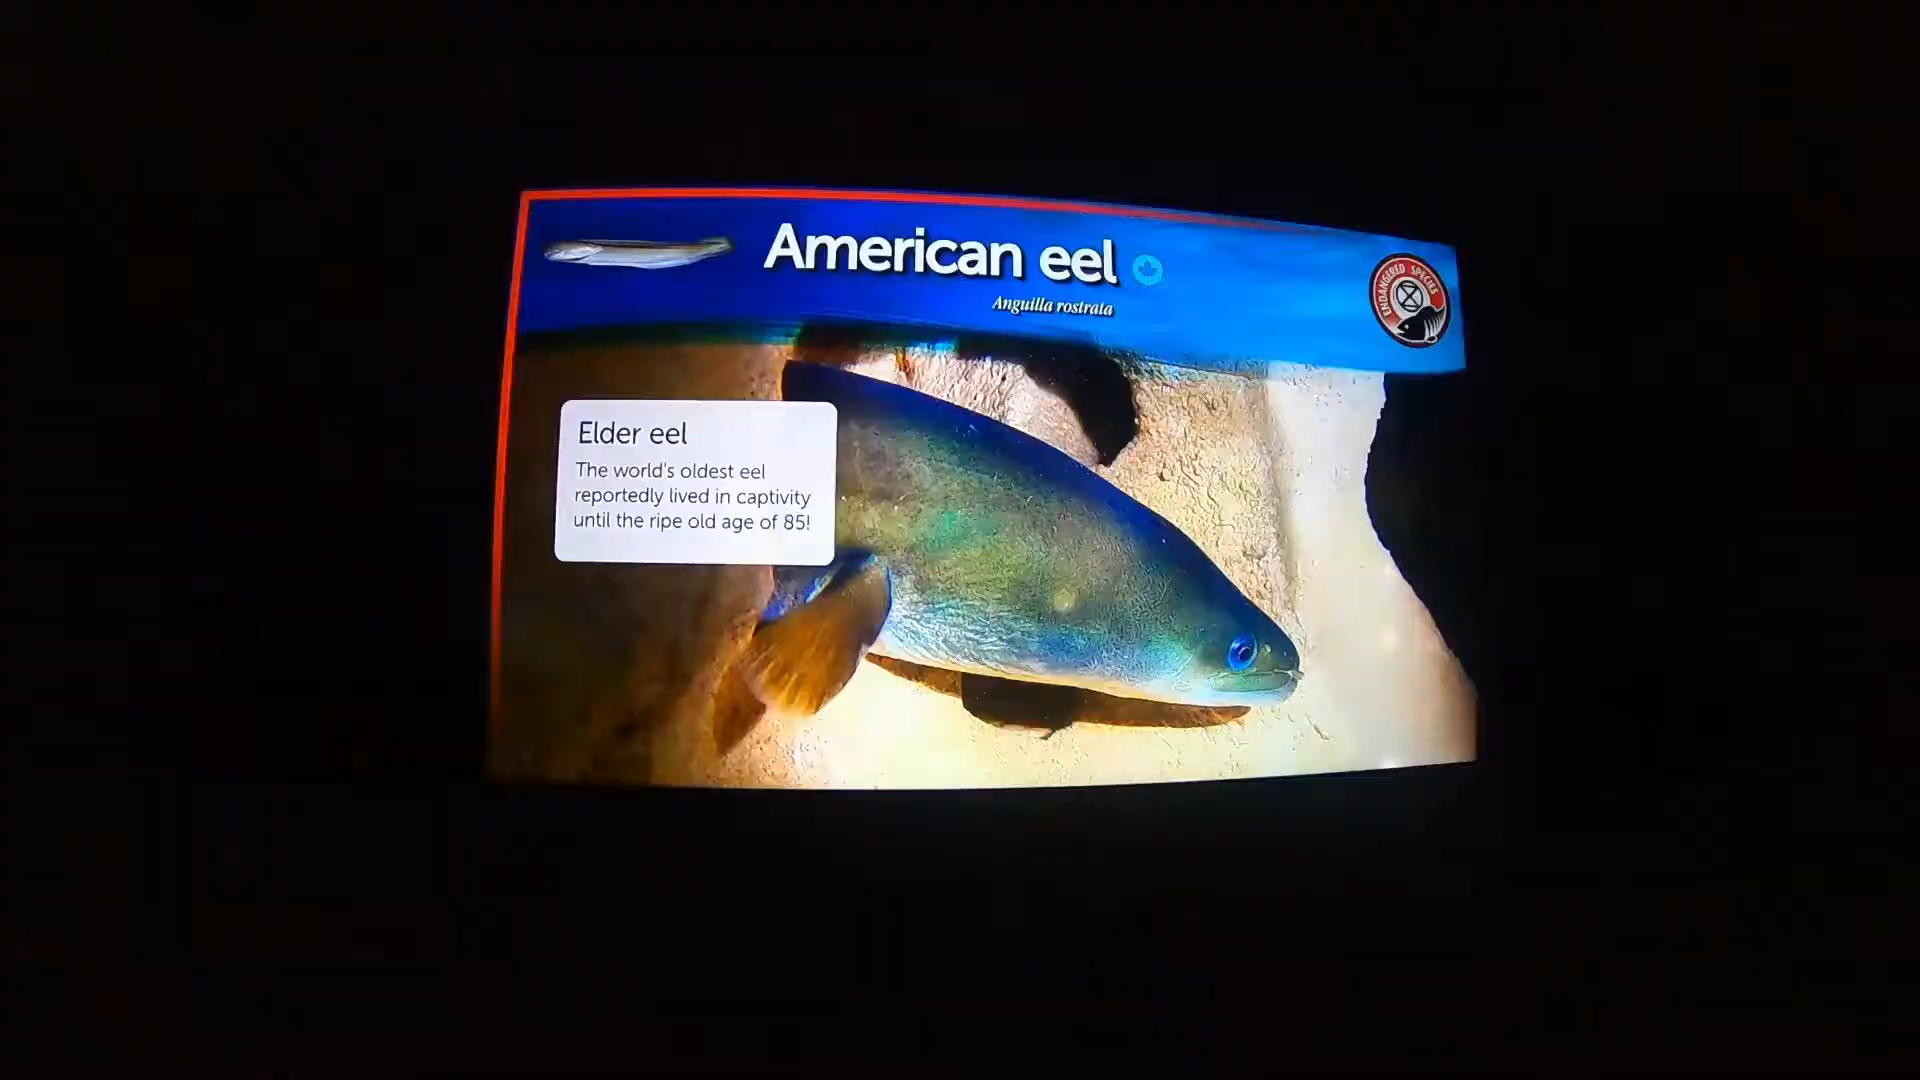 American eel
Anguilla rostrata
ENDANGERED SPECIES
Elder eel
The world's oldest eel
reportedly lived in captivity
until the ripe old age of 85!